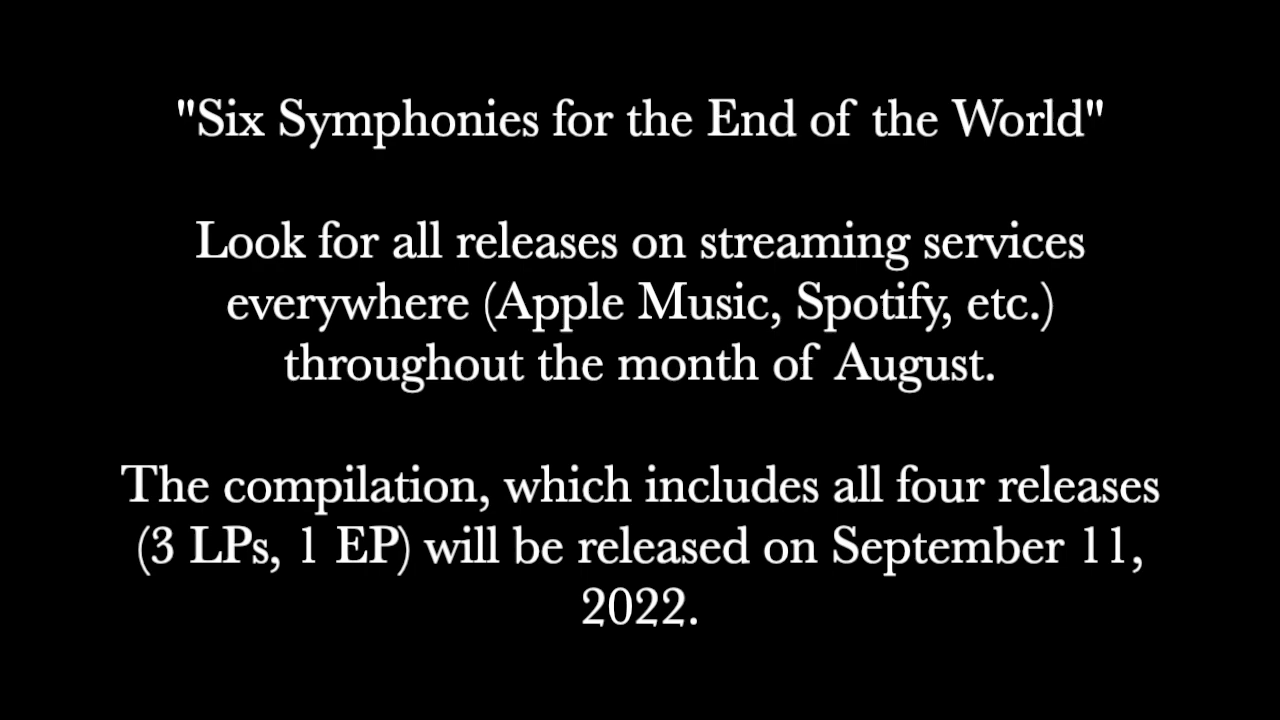 "Six Symphonies for the End of the World"
Look for all releases on streaming services
everywhere (Apple Music, Spotify, etc.)
throughout the month of August.
The compilation, which includes all four releases
(3 LPs, 1 EP) will be released on September 11,
2022.